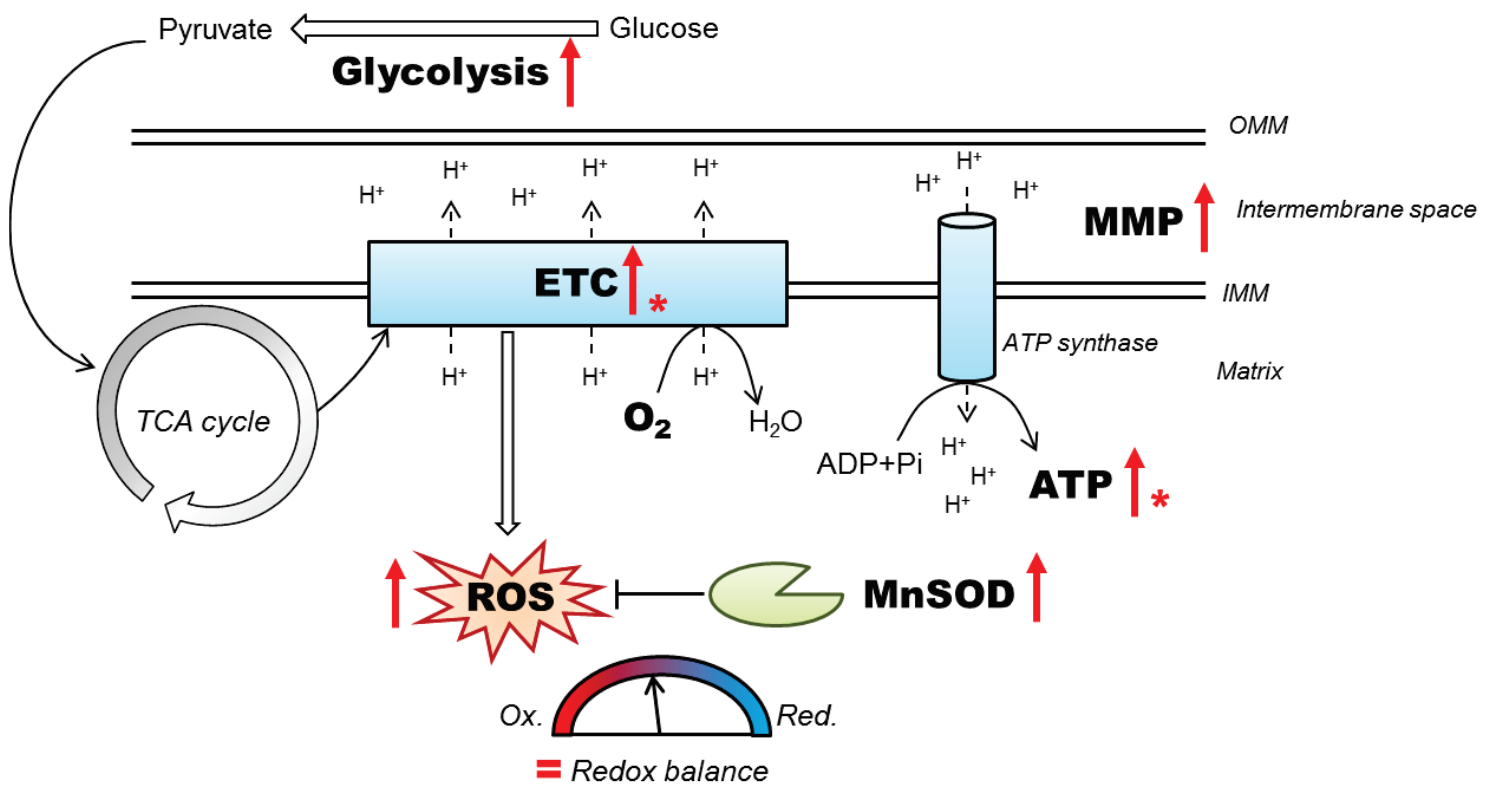 Pyruvate
Glucose
Glycolysis
OMM
H⁺
H⁺
H⁺
H⁺
H⁺
H⁺
H⁺
H⁺
MMP
Intermembrane space
ETC
*
IMM
ATP synthase
Matrix
H⁺
H⁺
H⁺
TCA cycle
O₂
H₂O
ADP+Pi
H⁺
H⁺
H⁺
ATP
*
ROS
MnSOD
Ox.
Red.
= Redox balance